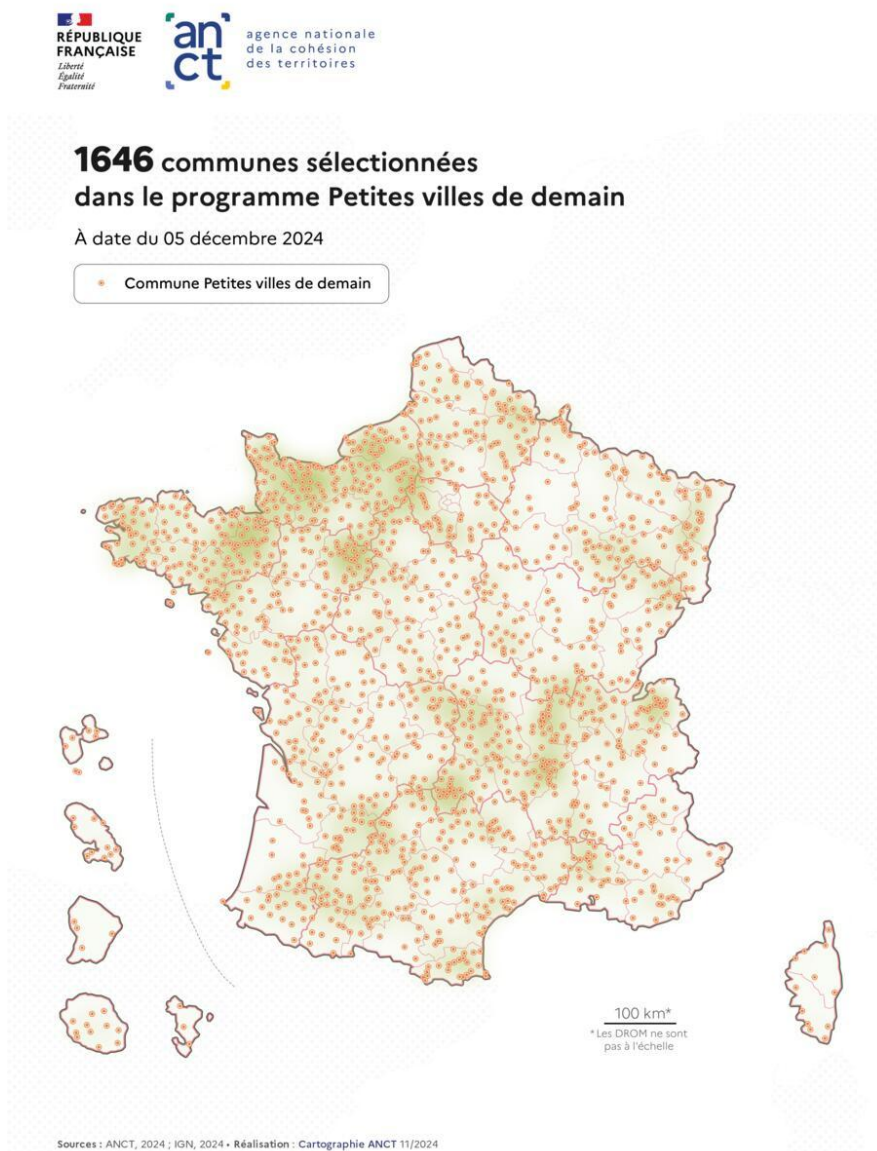 RÉPUBLIQUE
FRANÇAISE
Liberté
Égalité
Fraternité
anct
agence nationale
de la cohésion
des territoires
1646 communes sélectionnées
dans le programme Petites villes de demain
À date du 05 décembre 2024
Commune Petites villes de demain
100 km*
* Les DROM ne sont
pas à l'échelle
Sources : ANCT, 2024 ; IGN, 2024 • Réalisation : Cartographie ANCT 11/2024